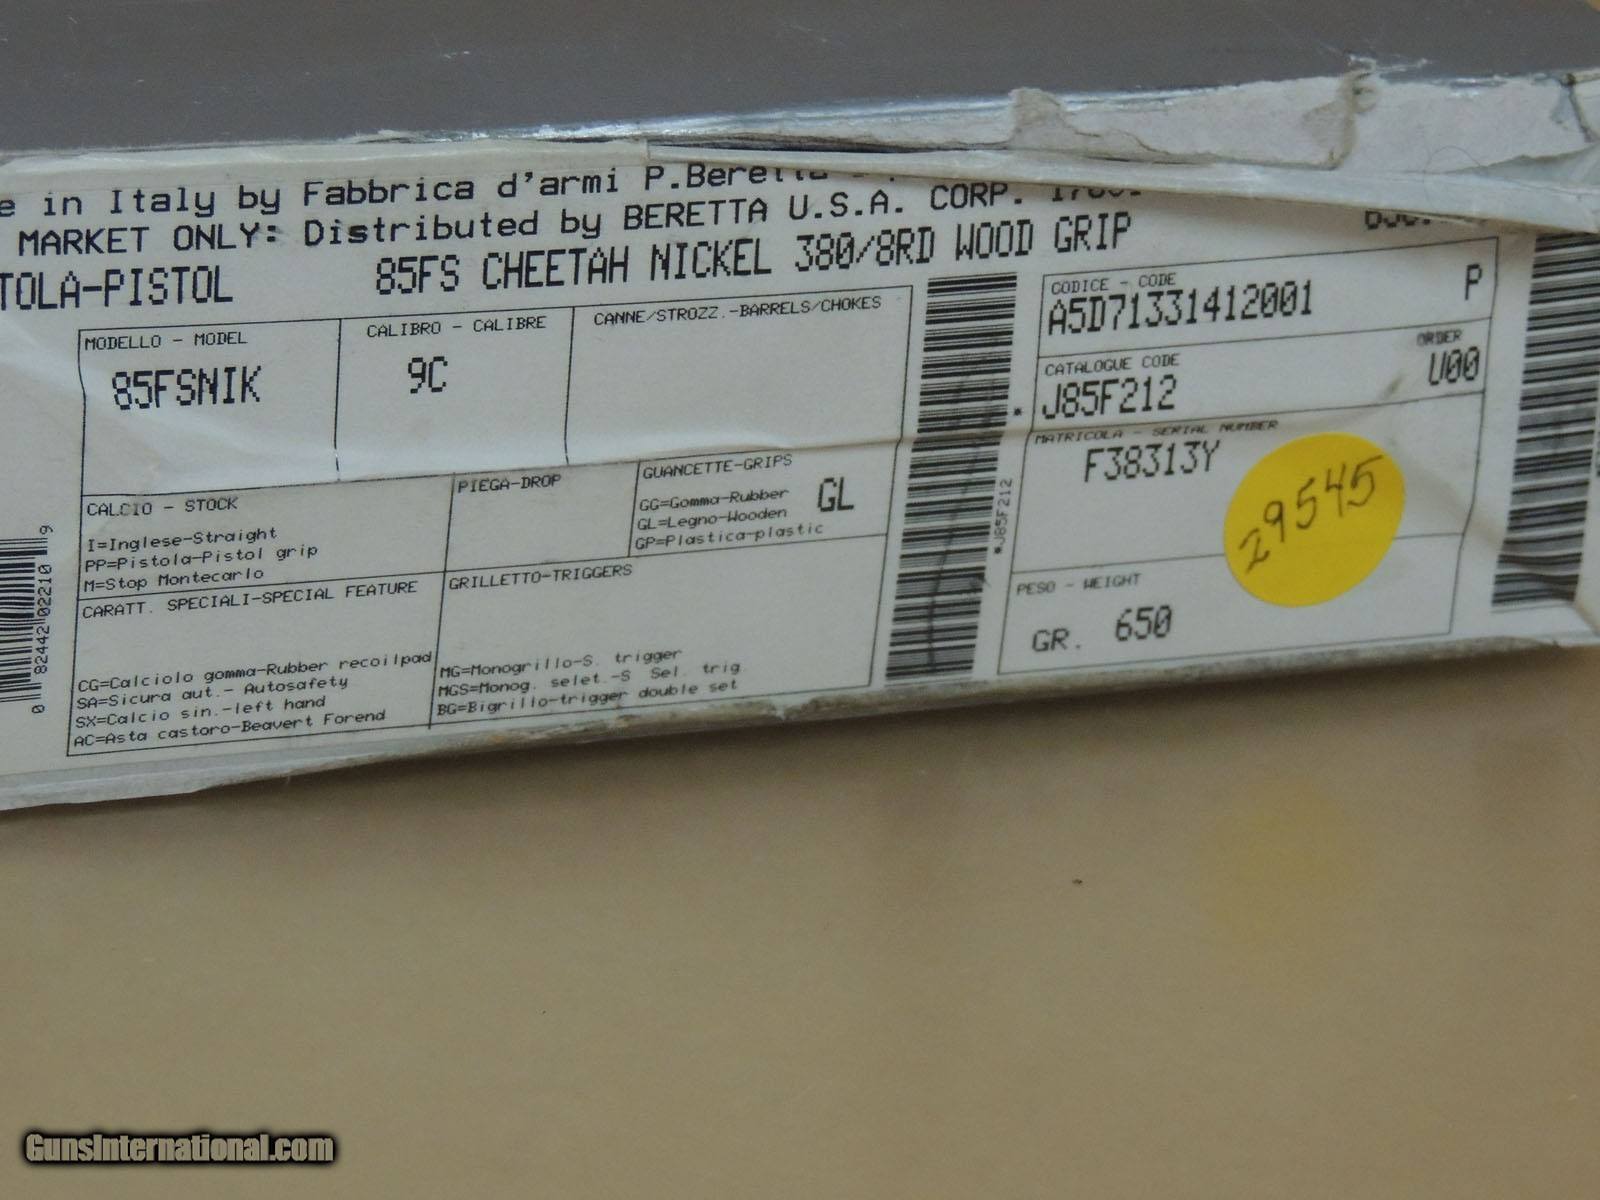 e in Italy by Fabbrica d'armi P.Beretta
MARKET ONLY: Distributed by BERETTA U.S.A. CORP.
TOLA-PISTOL 85FS CHEETAH NICKEL 380/8RD WOOD GRIP
MODELLO - MODEL
85FSNIK
CALIBRO - CALIBRE
9C
CANNE/STROZZ.-BARRELS/CHOKES
CODICE - CODE
A5D71331412001 P
CATALOGUE CODE
J85F212
ORDER
U00
MATRICOLA - SERIAL NUMBER
F38313Y
29545
CALCIO - STOCK
I=Inglese-Straight
PP=Pistola-Pistol grip
M=Stop Montecarlo
PIEGA-DROP
GUANCETTE-GRIPS
GG=Gomma-Rubber
GL=Legno-Wooden
GP=Plastica-plastic
GL
CARATT. SPECIALI-SPECIAL FEATURE
CG=Calciolo gomma-Rubber recoilpad
SA=Sicura aut.- Autosafety
SX=Calcio sin.-left hand
AC=Asta castoro-Beavert Forend
GRILLETTO-TRIGGERS
MG=Monogrillo-S. trigger
MGS=Monog. selet.-S Sel. trig
BG=Bigrillo-trigger double set
*J85F212*
PESO - WEIGHT
GR. 650
0 82442 02210 9
GunsInternational.com